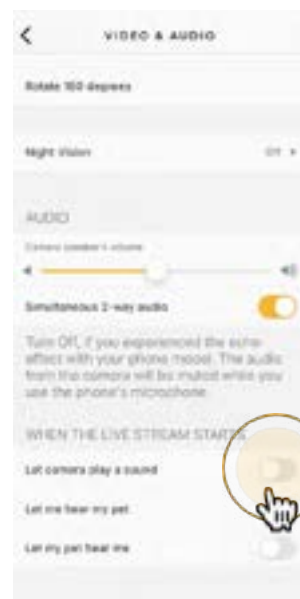 VIDEO & AUDIO
Rotate 180 degrees
Night Vision Off
AUDIO
Camera speaker's volume
Simultaneous 2-way audio
Turn Off, if you experienced the echo
effect with your phone model. The audio
from the camera will be muted while you
use the phone's microphone.
WHEN THE LIVE STREAM STARTS
Let camera play a sound
Let me hear my pet
Let my pet hear me